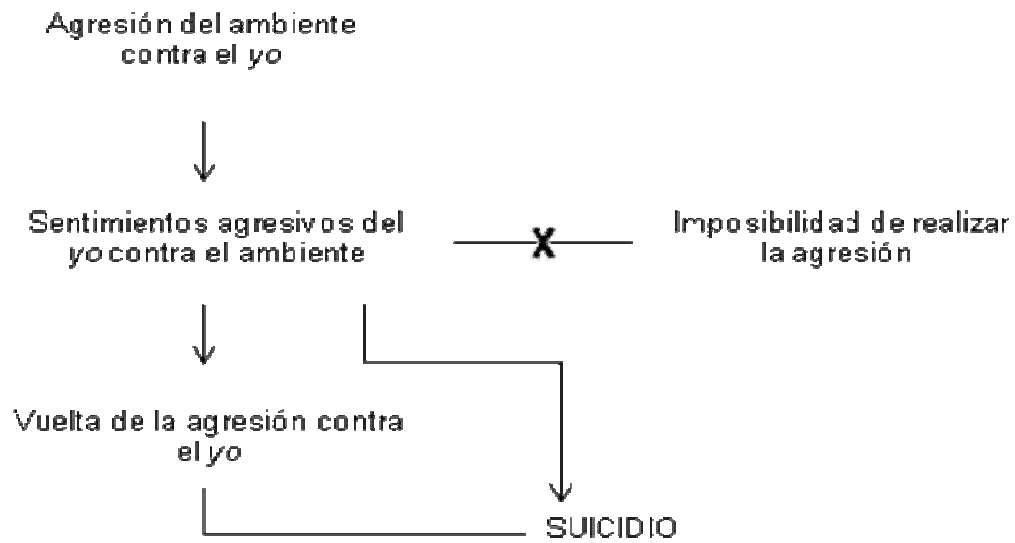 Agresión del ambiente
contra el yo
Sentimientos agresivos del
yo contra el ambiente
X
Imposibilidad de realizar
la agresión
Vuelta de la agresión contra
el yo
SUICIDIO